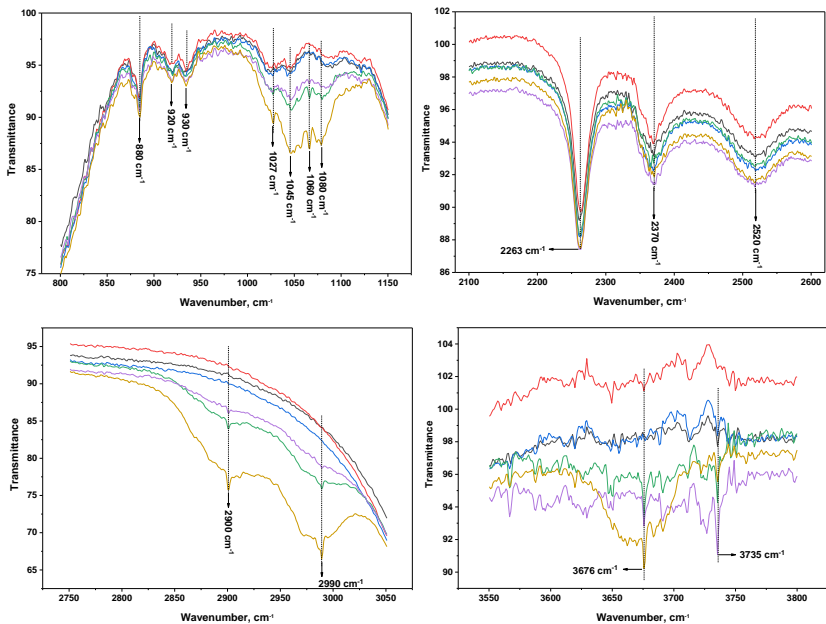 Transmittance
100
95
90
85
80
75
800
850
900
950
1000
1050
1100
1150
Wavenumber, cm⁻¹
880 cm⁻¹
920 cm⁻¹
930 cm⁻¹
1027 cm⁻¹
1045 cm⁻¹
1060 cm⁻¹
1080 cm⁻¹
Transmittance
102
100
98
96
94
92
90
88
86
2100
2200
2300
2400
2500
2600
Wavenumber, cm⁻¹
2263 cm⁻¹
2370 cm⁻¹
2520 cm⁻¹
Transmittance
95
90
85
80
75
70
65
2750
2800
2850
2900
2950
3000
3050
Wavenumber, cm⁻¹
2900 cm⁻¹
2990 cm⁻¹
Transmittance
104
102
100
98
96
94
92
90
3550
3600
3650
3700
3750
3800
Wavenumber, cm⁻¹
3676 cm⁻¹
3735 cm⁻¹